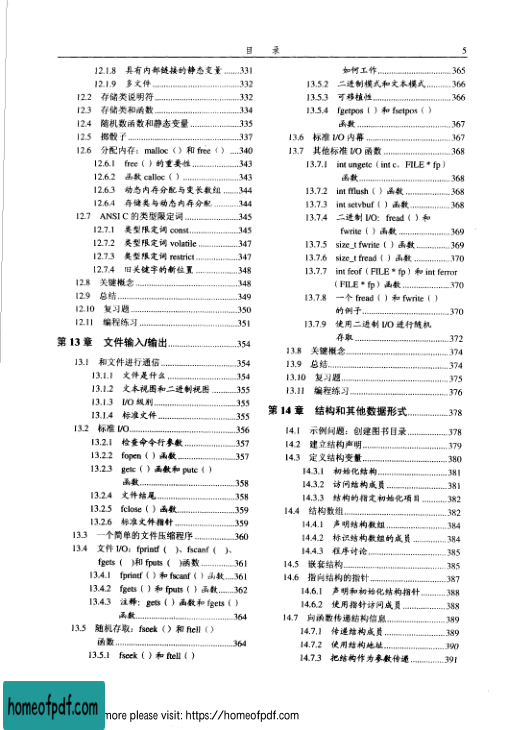 目 录 5
12.1.8 具有内部链接的静态变量......331
12.1.9 多文件......332
12.2 存储类说明符......332
12.3 存储类和函数......334
12.4 随机数函数和静态变量......335
12.5 掷骰子......337
12.6 分配内存：malloc（）和 free（）....340
12.6.1 free（）的重要性......343
12.6.2 函数 calloc（）......343
12.6.3 动态内存分配与变长数组......344
12.6.4 存储类与动态内存分配......344
12.7 ANSI C 的类型限定词......345
12.7.1 类型限定词 const......345
12.7.2 类型限定词 volatile......347
12.7.3 类型限定词 restrict......347
12.7.4 旧关键字的新位置......348
12.8 关键概念......348
12.9 总结......349
12.10 复习题......350
12.11 编程练习......351
第 13 章 文件输入/输出......354
13.1 和文件进行通信......354
13.1.1 文件是什么......354
13.1.2 文本视图和二进制视图......355
13.1.3 I/O 级别......355
13.1.4 标准文件......355
13.2 标准 I/O......356
13.2.1 检查命令行参数......357
13.2.2 fopen（）函数......357
13.2.3 getc（）函数和 putc（）
函数......358
13.2.4 文件结尾......358
13.2.5 fclose（）函数......359
13.2.6 标准文件指针......359
13.3 一个简单的文件压缩程序......360
13.4 文件 I/O：fprintf（ ）、fscanf（ ）、
fgets（ ）和 fputs（ ）函数......361
13.4.1 fprintf（）和 fscanf（）函数....361
13.4.2 fgets（）和 fputs（）函数......362
13.4.3 注释：gets（）函数和 fgets（）
函数......364
13.5 随机存取：fseek（）和 ftell（）
函数......364
13.5.1 fseek（）和 ftell（）
如何工作......365
13.5.2 二进制模式和文本模式......366
13.5.3 可移植性......366
13.5.4 fgetpos（）和 fsetpos（）
函数......367
13.6 标准 I/O 内幕......367
13.7 其他标准 I/O 函数......368
13.7.1 int ungetc（int c，FILE * fp）
函数......368
13.7.2 int fflush（）函数......368
13.7.3 int setvbuf（）函数......368
13.7.4 二进制 I/O：fread（）和
fwrite（）函数......369
13.7.5 size_t fwrite（）函数......369
13.7.6 size_t fread（）函数......370
13.7.7 int feof（FILE * fp）和 int ferror
（FILE * fp）函数......370
13.7.8 一个 fread（）和 fwrite（）
的例子......370
13.7.9 使用二进制 I/O 进行随机
存取......372
13.8 关键概念......374
13.9 总结......374
13.10 复习题......375
13.11 编程练习......376
第 14 章 结构和其他数据形式......378
14.1 示例问题：创建图书目录......378
14.2 建立结构声明......379
14.3 定义结构变量......380
14.3.1 初始化结构......381
14.3.2 访问结构成员......381
14.3.3 结构的指定初始化项目......382
14.4 结构数组......382
14.4.1 声明结构数组......384
14.4.2 标识结构数组的成员......384
14.4.3 程序讨论......385
14.5 嵌套结构......385
14.6 指向结构的指针......387
14.6.1 声明和初始化结构指针......388
14.6.2 使用指针访问成员......388
14.7 向函数传递结构信息......389
14.7.1 传递结构成员......389
14.7.2 使用结构地址......390
14.7.3 把结构作为参数传递......391
homeofpdf.com more please visit: https://homeofpdf.com